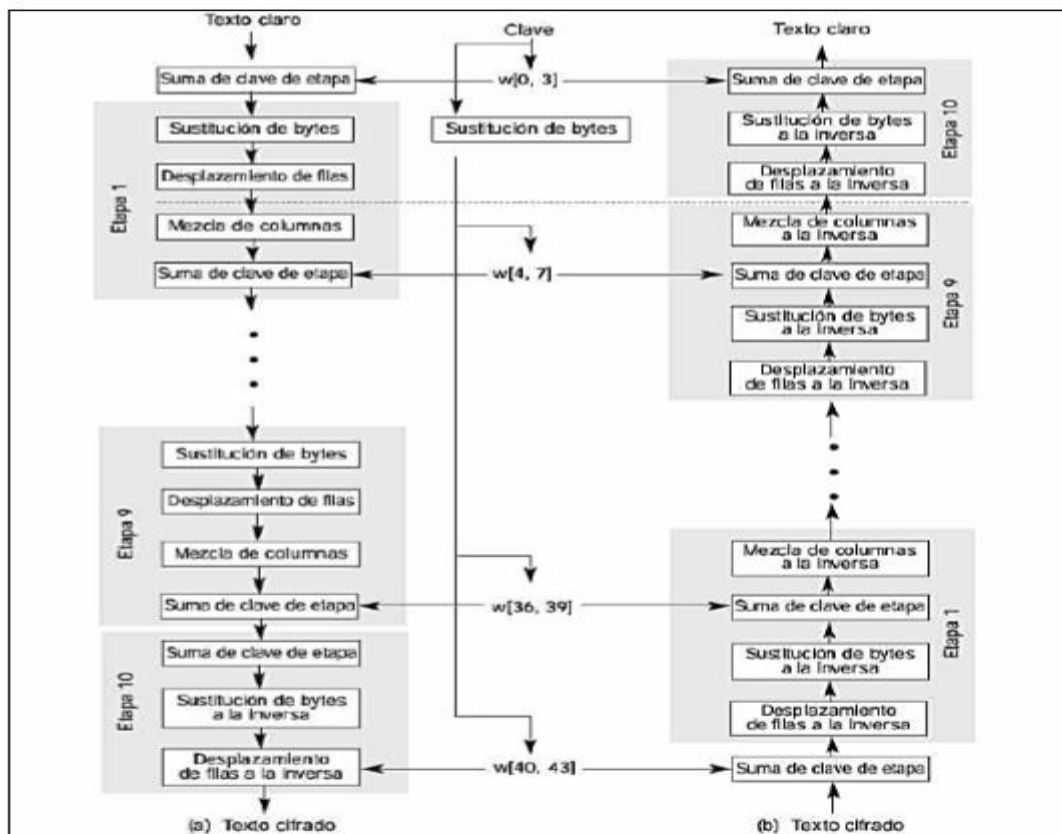 Texto claro
Suma de clave de etapa
Etapa 1
Sustitución de bytes
Desplazamiento de filas
Mezcla de columnas
Suma de clave de etapa
Etapa 9
Sustitución de bytes
Desplazamiento de filas
Mezcla de columnas
Suma de clave de etapa
Etapa 10
Suma de clave de etapa
Sustitución de bytes
a la inversa
Desplazamiento
de filas a la inversa
(a) Texto cifrado
Clave
w[0, 3]
Sustitución de bytes
w[4, 7]
w[36, 39]
w[40, 43]
Texto claro
Etapa 10
Suma de clave de etapa
Sustitución de bytes
a la inversa
Desplazamiento
de filas a la inversa
Etapa 9
Mezcla de columnas
a la inversa
Suma de clave de etapa
Sustitución de bytes
a la inversa
Desplazamiento
de filas a la inversa
Etapa 1
Mezcla de columnas
a la inversa
Suma de clave de etapa
Sustitución de bytes
a la inversa
Desplazamiento
de filas a la inversa
Suma de clave de etapa
(b) Texto cifrado